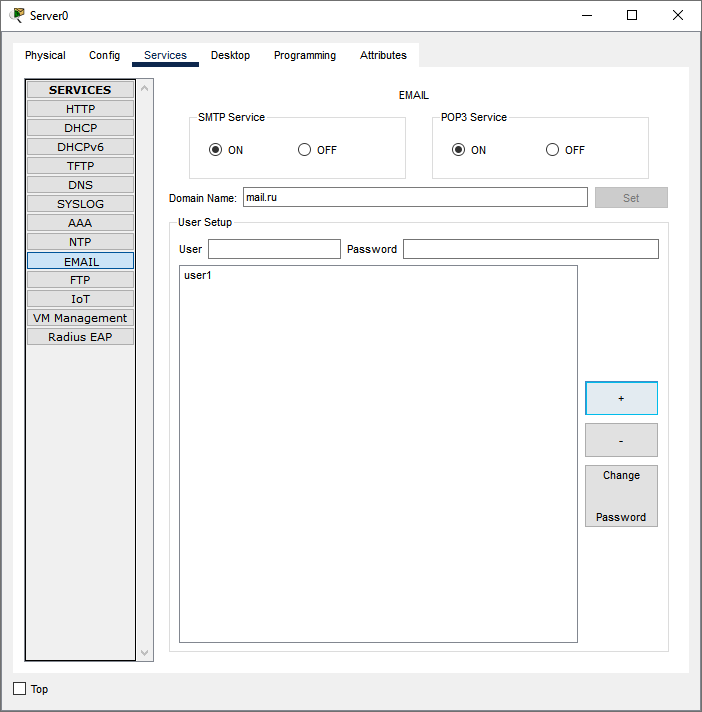 Server0
Physical Config Services Desktop Programming Attributes
SERVICES
HTTP
DHCP
DHCPv6
TFTP
DNS
SYSLOG
AAA
NTP
EMAIL
FTP
IoT
VM Management
Radius EAP
EMAIL
SMTP Service
ON OFF
POP3 Service
ON OFF
Domain Name: mail.ru Set
User Setup
User Password
user1
+
-
Change
Password
Top